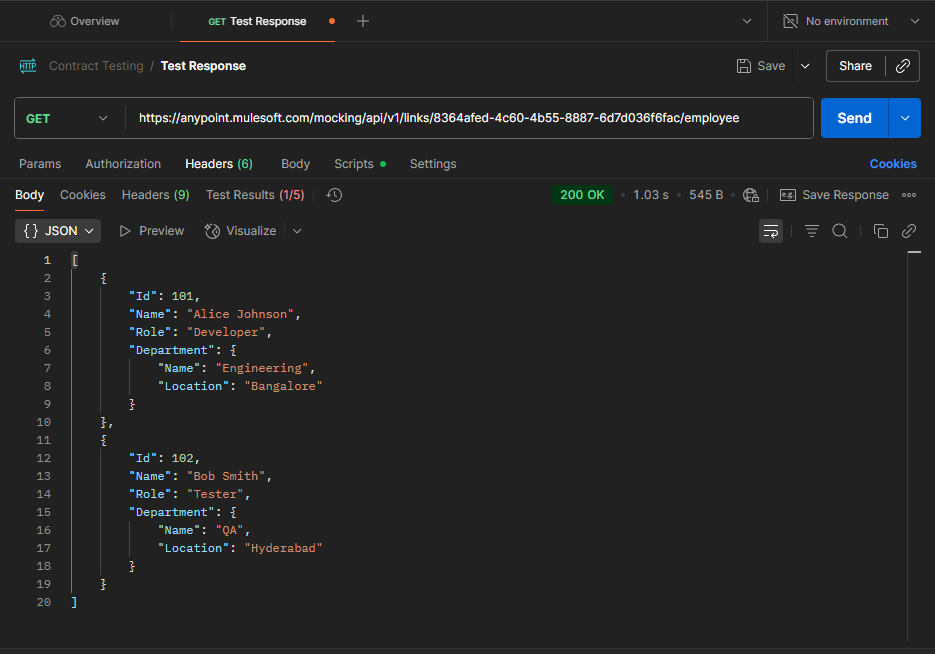 Overview GET Test Response No environment
HTTP Contract Testing / Test Response Save Share
GET https://anypoint.mulesoft.com/mocking/api/v1/links/8364afed-4c60-4b55-8887-6d7d036f6fac/employee Send
Params Authorization Headers (6) Body Scripts Settings Cookies
Body Cookies Headers (9) Test Results (1/5) 200 OK • 1.03 s • 545 B e.g. Save Response
{} JSON Preview Visualize
1 [
2 {
3 "Id": 101,
4 "Name": "Alice Johnson",
5 "Role": "Developer",
6 "Department": {
7 "Name": "Engineering",
8 "Location": "Bangalore"
9 }
10 },
11 {
12 "Id": 102,
13 "Name": "Bob Smith",
14 "Role": "Tester",
15 "Department": {
16 "Name": "QA",
17 "Location": "Hyderabad"
18 }
19 }
20 ]